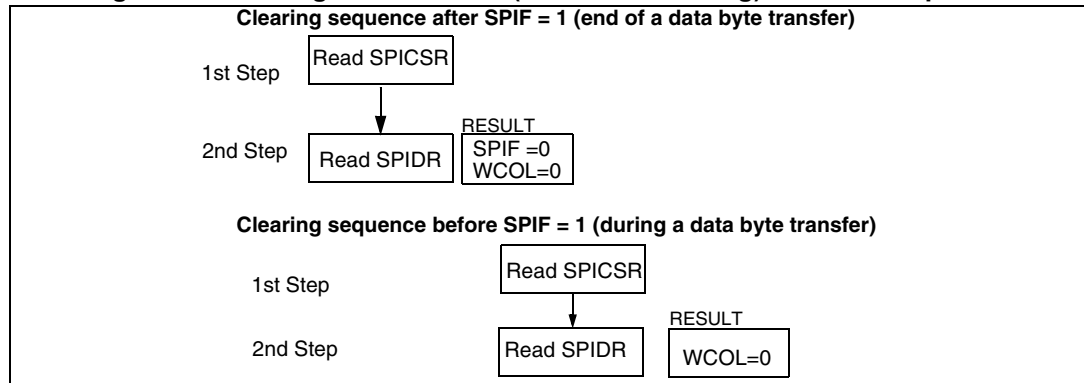 Clearing sequence after SPIF = 1 (end of a data byte transfer)
1st Step
Read SPICSR
2nd Step
Read SPIDR
RESULT
SPIF =0
WCOL=0
Clearing sequence before SPIF = 1 (during a data byte transfer)
1st Step
Read SPICSR
2nd Step
Read SPIDR
RESULT
WCOL=0